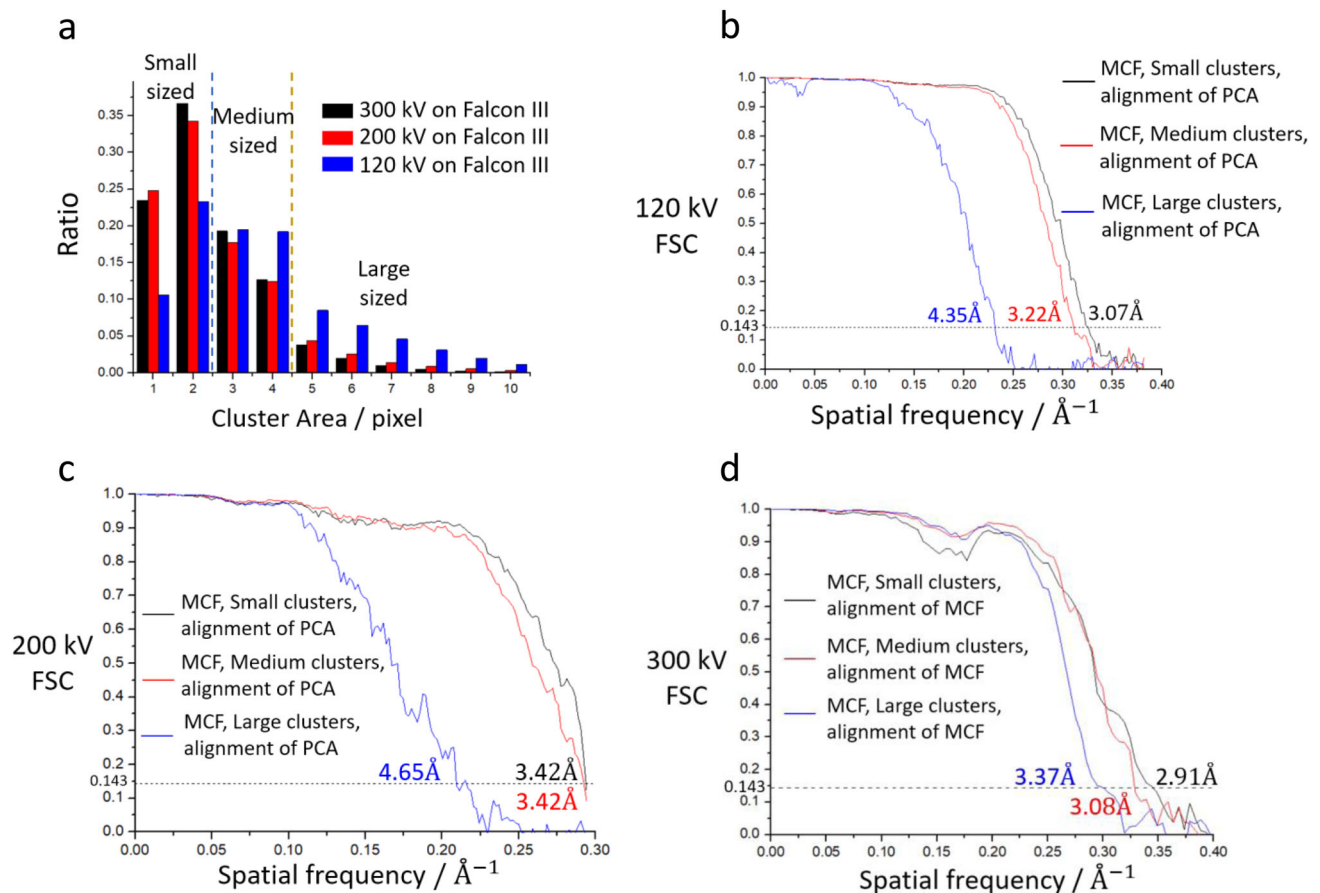 a
Small
sized
Medium
sized
Large
sized
300 kV on Falcon III
200 kV on Falcon III
120 kV on Falcon III
Ratio
0.35
0.30
0.25
0.20
0.15
0.10
0.05
0.00
1 2 3 4 5 6 7 8 9 10
Cluster Area / pixel
b
120 kV
FSC
MCF, Small clusters,
alignment of PCA
MCF, Medium clusters,
alignment of PCA
MCF, Large clusters,
alignment of PCA
1.0
0.9
0.8
0.7
0.6
0.5
0.4
0.3
0.2
0.143
0.1
0.0
4.35Å 3.22Å 3.07Å
0.00 0.05 0.10 0.15 0.20 0.25 0.30 0.35 0.40
Spatial frequency / Å⁻¹
c
200 kV
FSC
MCF, Small clusters,
alignment of PCA
MCF, Medium clusters,
alignment of PCA
MCF, Large clusters,
alignment of PCA
1.0
0.9
0.8
0.7
0.6
0.5
0.4
0.3
0.2
0.143
0.1
0.0
4.65Å 3.42Å
3.42Å
0.00 0.05 0.10 0.15 0.20 0.25 0.30
Spatial frequency / Å⁻¹
d
300 kV
FSC
MCF, Small clusters,
alignment of MCF
MCF, Medium clusters,
alignment of MCF
MCF, Large clusters,
alignment of MCF
1.0
0.9
0.8
0.7
0.6
0.5
0.4
0.3
0.2
0.143
0.1
0.0
3.37Å 2.91Å
3.08Å
0.00 0.05 0.10 0.15 0.20 0.25 0.30 0.35 0.40
Spatial frequency / Å⁻¹